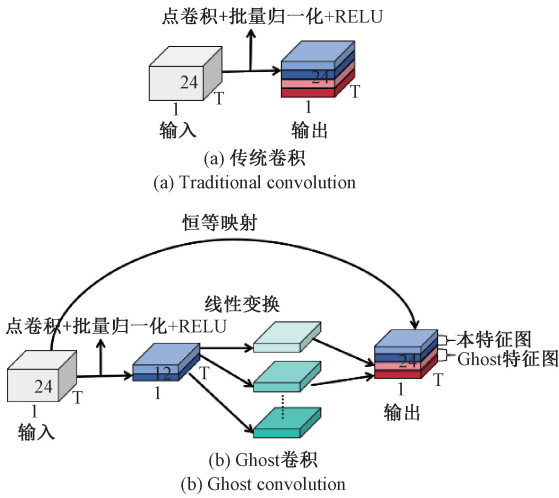 点卷积+批量归一化+RELU
24
24
1
T
1
T
输入
输出
(a) 传统卷积
(a) Traditional convolution
恒等映射
线性变换
点卷积+批量归一化+RELU
本特征图
Ghost特征图
24
12
24
1
T
1
T
1
T
输入
输出
(b) Ghost卷积
(b) Ghost convolution